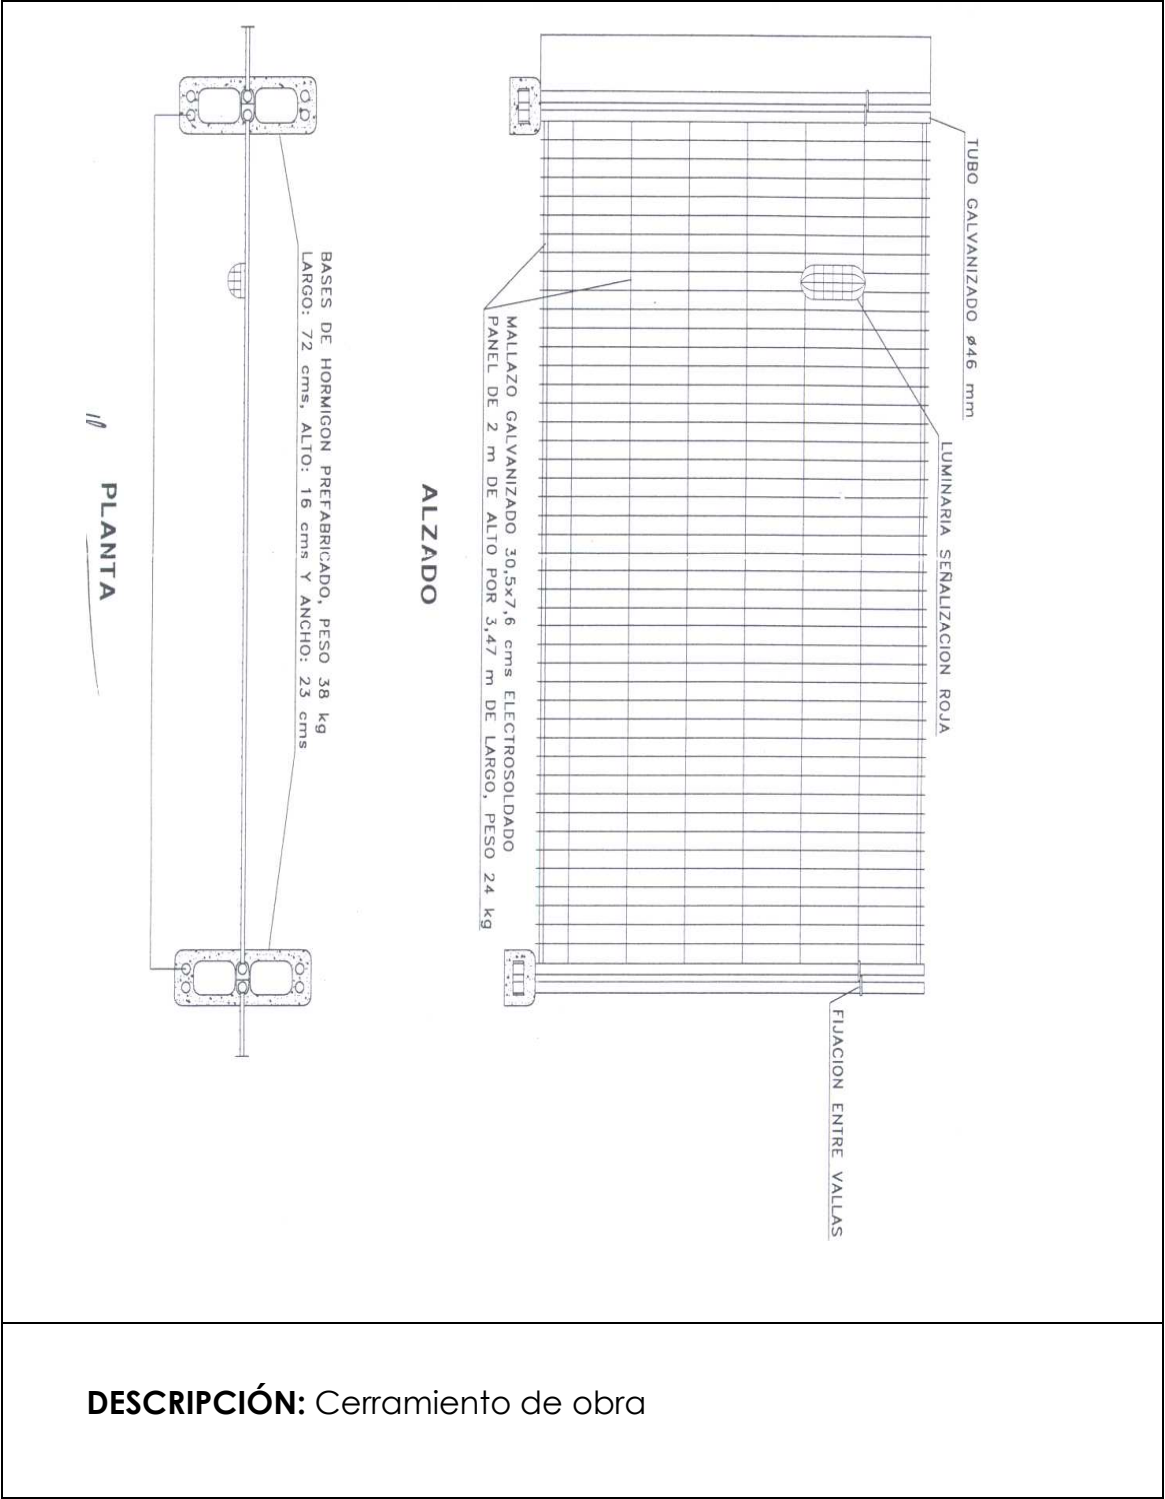 TUBO GALVANIZADO ø46 mm
LUMINARIA SEÑALIZACION ROJA
FIJACION ENTRE VALLAS
MALLAZO GALVANIZADO 30,5x7,6 cms ELECTROSOLDADO
PANEL DE 2 m DE ALTO POR 3,47 m DE LARGO, PESO 24 kg
ALZADO
BASES DE HORMIGON PREFABRICADO, PESO 38 kg
LARGO: 72 cms, ALTO: 16 cms Y ANCHO: 23 cms
PLANTA
DESCRIPCIÓN: Cerramiento de obra